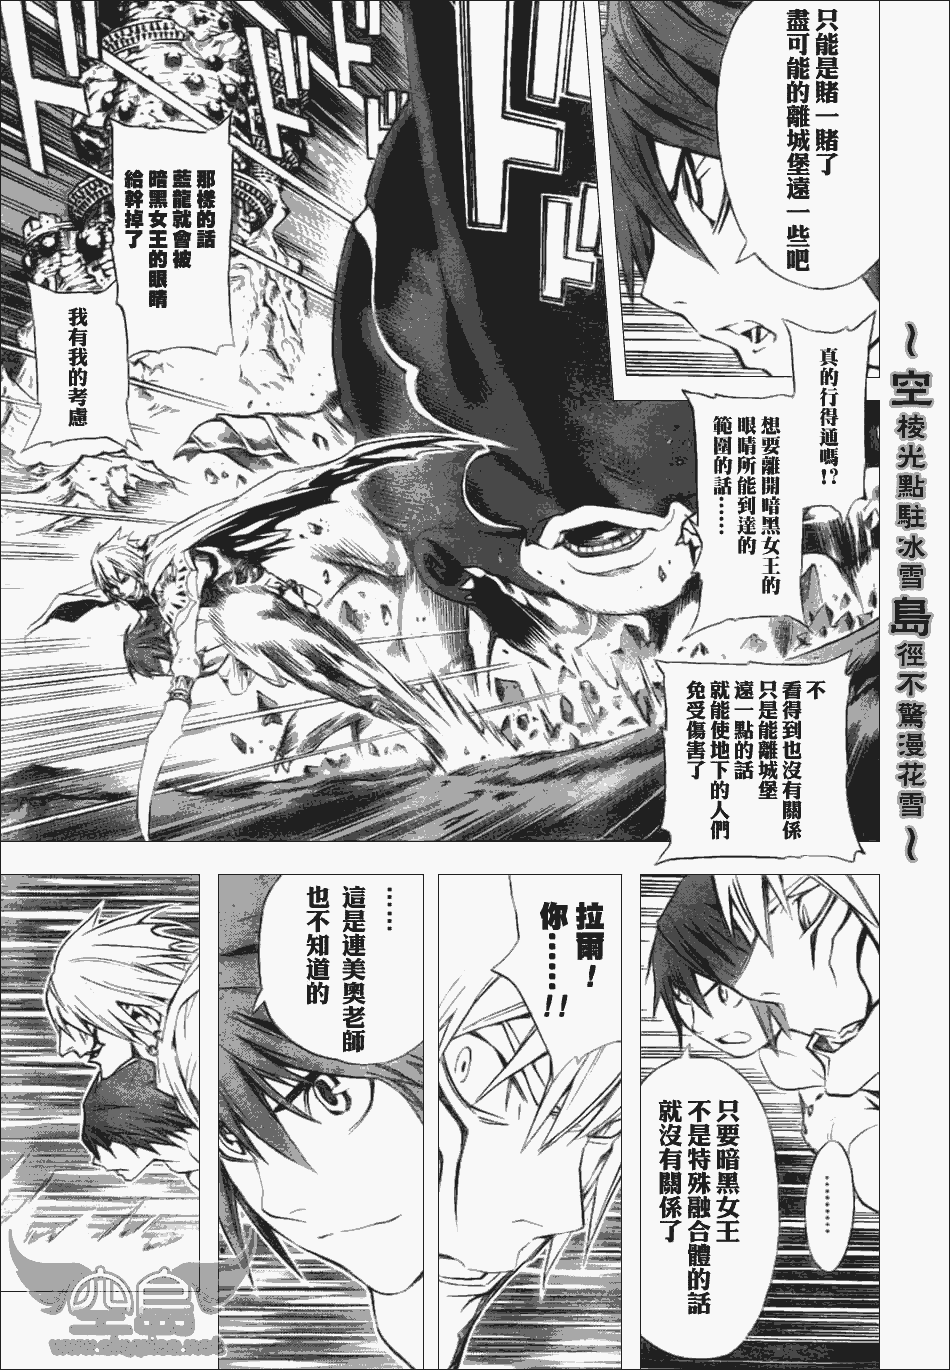 只能是賭一賭了
盡可能的離城堡遠一些吧
真的行得通嗎!?
想要離開暗黑女王的
眼睛所能到達的
範圍的話……
不
看得到也沒有關係
只是能離城堡
遠一點的話
就能使地下的人們
免受傷害了
那樣的話
藍龍就會被
暗黑女王的眼睛
給幹掉了
我有我的考慮
ドドドドド
～空棱光點駐冰雪島徑不驚漫花雪～
………
只要暗黑女王
不是特殊融合體的話
就沒有關係了
拉爾！
你……!!
……
這是連美奧老師
也不知道的
空島